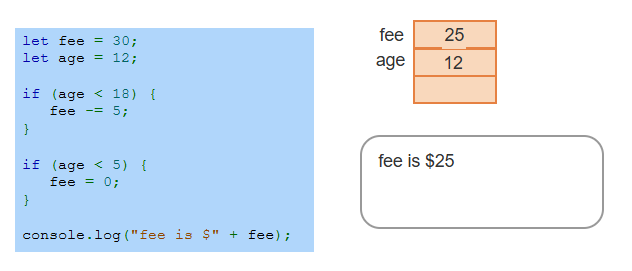 let fee = 30;
let age = 12;
if (age < 18) {
fee -= 5;
}
if (age < 5) {
fee = 0;
}
console.log("fee is $" + fee);
fee 25
age 12
fee is $25